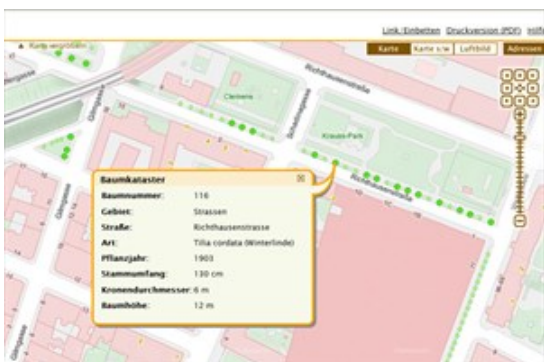 Link/Einbetten Druckversion (PDF) Hilfe
Karte vergrößern
Karte Karte s/w Luftbild Adressen
Richthausenstraße
Clemens
Krauss-Park
Richthausenstraße
Baumkataster
Baumnummer: 116
Gebiet: Strassen
Straße: Richthausenstrasse
Art: Tilia cordata (Winterlinde)
Pflanzjahr: 1903
Stammumfang: 130 cm
Kronendurchmesser: 6 m
Baumhöhe: 12 m